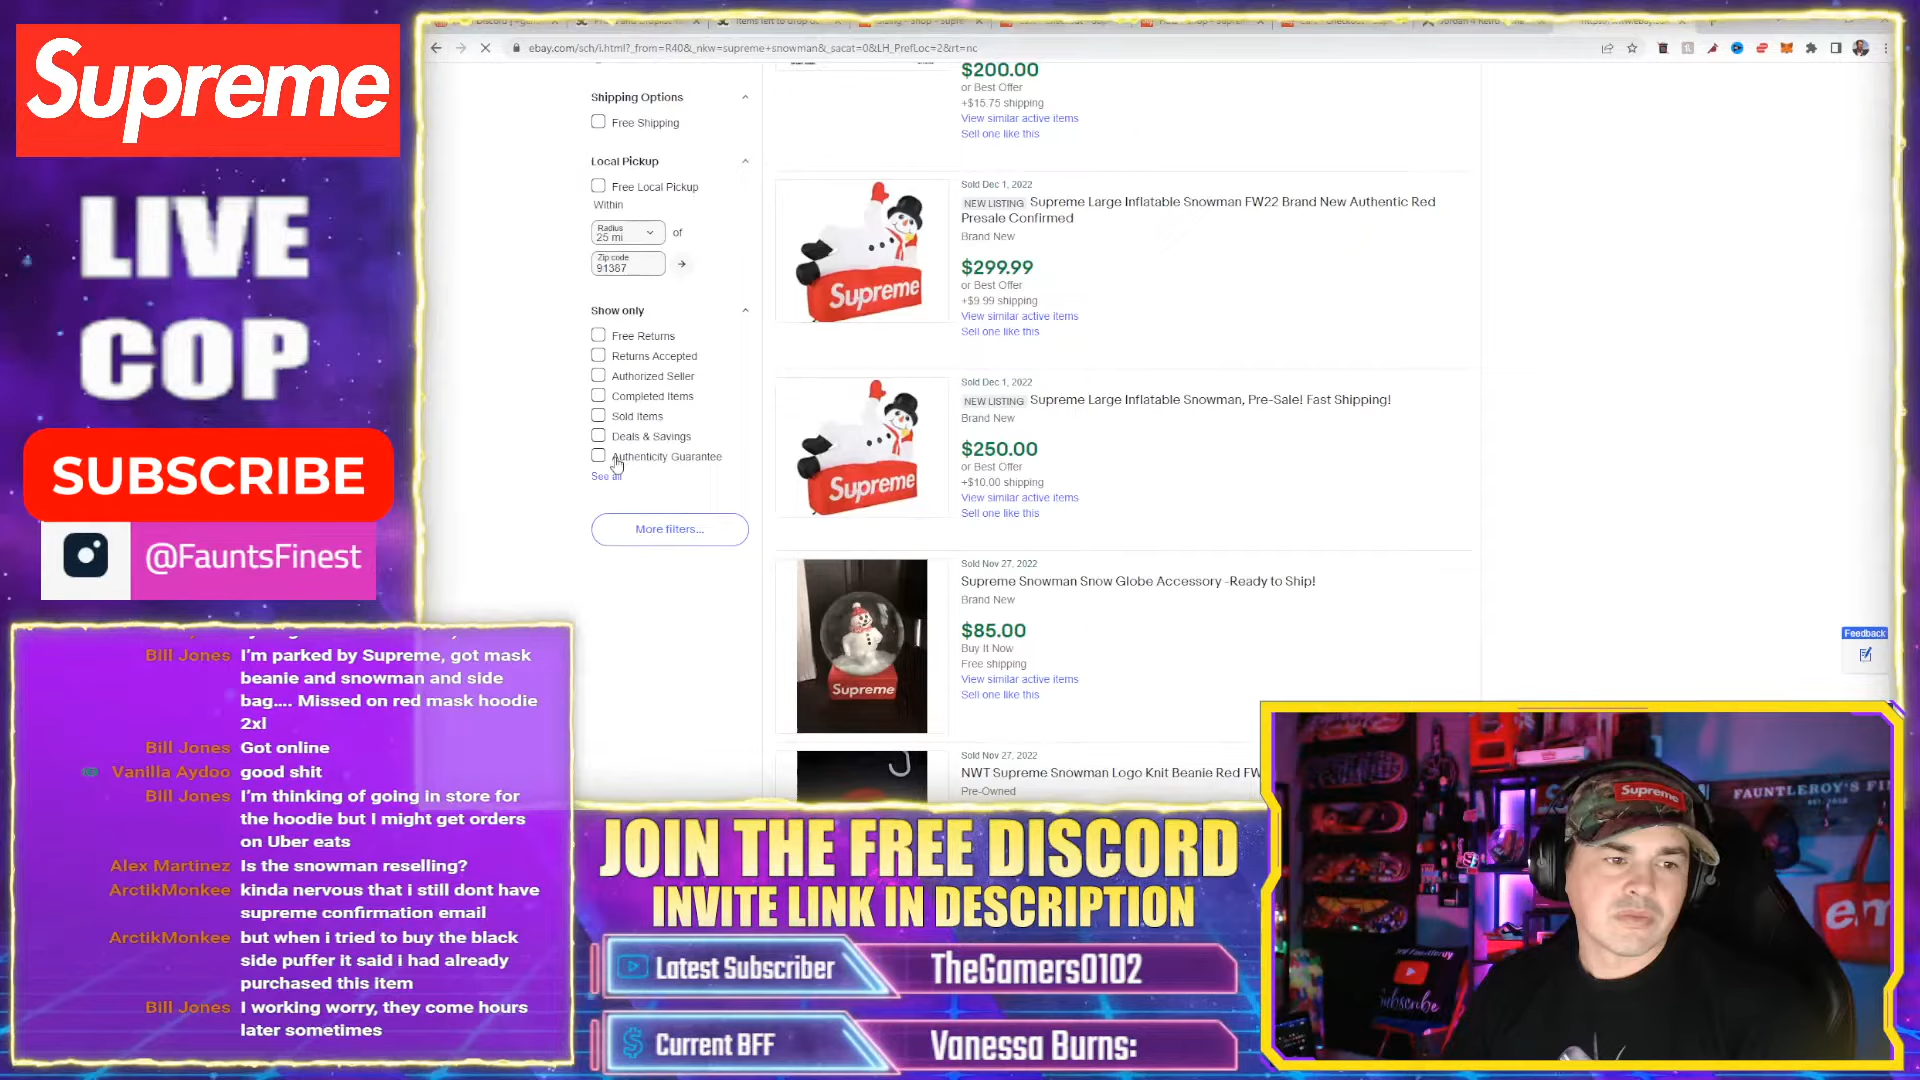 Supreme
LIVE
COP
SUBSCRIBE
@FauntsFinest
ebay.com/sch/i.html?_from=R40&_nkw=supreme+snowman&_sacat=0&LH_PrefLoc=2&rt=nc
Shipping Options
Free Shipping
Local Pickup
Free Local Pickup
Within
Radius
25 mi
of
Zip code
91387
Show only
Free Returns
Returns Accepted
Authorized Seller
Completed Items
Sold Items
Deals & Savings
Authenticity Guarantee
See all
More filters...
$200.00
or Best Offer
+$15.75 shipping
View similar active items
Sell one like this
Sold Dec 1, 2022
NEW LISTING Supreme Large Inflatable Snowman FW22 Brand New Authentic Red
Presale Confirmed
Brand New
$299.99
or Best Offer
+$9.99 shipping
View similar active items
Sell one like this
Supreme
Sold Dec 1, 2022
NEW LISTING Supreme Large Inflatable Snowman, Pre-Sale! Fast Shipping!
Brand New
$250.00
or Best Offer
+$10.00 shipping
View similar active items
Sell one like this
Supreme
Sold Nov 27, 2022
Supreme Snowman Snow Globe Accessory -Ready to Ship!
Brand New
$85.00
Buy It Now
Free shipping
View similar active items
Sell one like this
Supreme
Sold Nov 27, 2022
NWT Supreme Snowman Logo Knit Beanie Red FW
Pre-Owned
Feedback
Bill Jones I'm parked by Supreme, got mask
beanie and snowman and side
bag.... Missed on red mask hoodie
2xl
Bill Jones Got online
Vanilla Aydoo good shit
Bill Jones I'm thinking of going in store for
the hoodie but I might get orders
on Uber eats
Alex Martinez Is the snowman reselling?
ArctikMonkee kinda nervous that i still dont have
supreme confirmation email
ArctikMonkee but when i tried to buy the black
side puffer it said i had already
purchased this item
Bill Jones I working worry, they come hours
later sometimes
JOIN THE FREE DISCORD
INVITE LINK IN DESCRIPTION
Latest Subscriber
TheGamers0102
Current BFF
Vanessa Burns:
Supreme
FAUNTLEROY'S FI
Subscribe
em